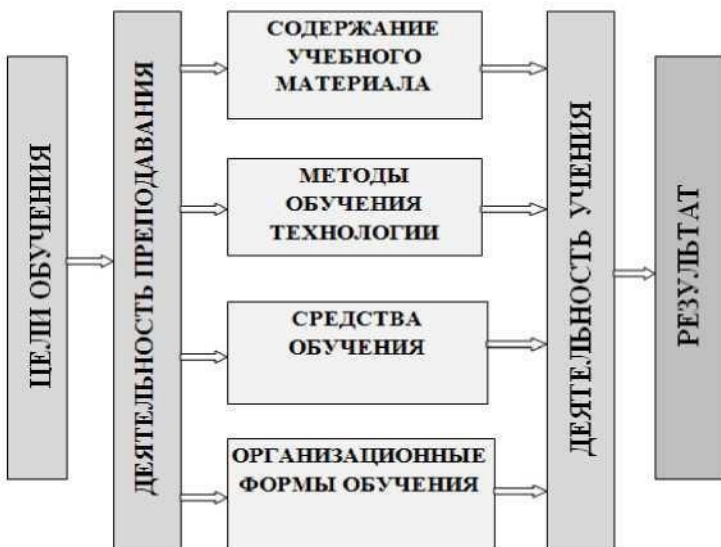 ЦЕЛИ ОБУЧЕНИЯ
ДЕЯТЕЛЬНОСТЬ ПРЕПОДАВАНИЯ
СОДЕРЖАНИЕ
УЧЕБНОГО
МАТЕРИАЛА
МЕТОДЫ
ОБУЧЕНИЯ
ТЕХНОЛОГИИ
СРЕДСТВА
ОБУЧЕНИЯ
ОРГАНИЗАЦИОННЫЕ
ФОРМЫ ОБУЧЕНИЯ
ДЕЯТЕЛЬНОСТЬ УЧЕНИЯ
РЕЗУЛЬТАТ